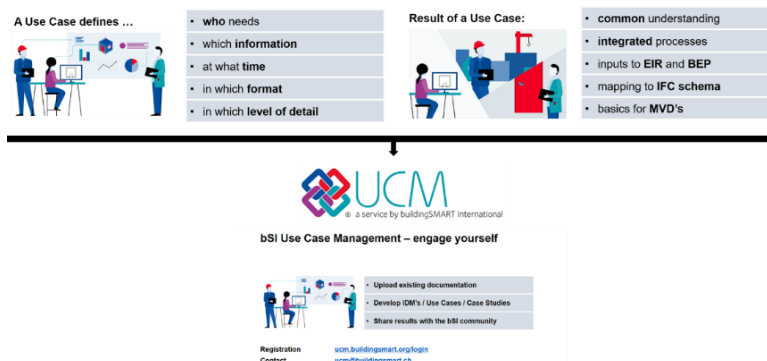 A Use Case defines ...
• who needs
• which information
• at what time
• in which format
• in which level of detail
Result of a Use Case:
• common understanding
• integrated processes
• inputs to EIR and BEP
• mapping to IFC schema
• basics for MVD's
UCM
® a service by buildingSMART International
bSI Use Case Management – engage yourself
• Upload existing documentation
• Develop IDM's / Use Cases / Case Studies
• Share results with the bSI community
Registration ucm.buildingsmart.org/login
Contact ucm@buildingsmart.ch